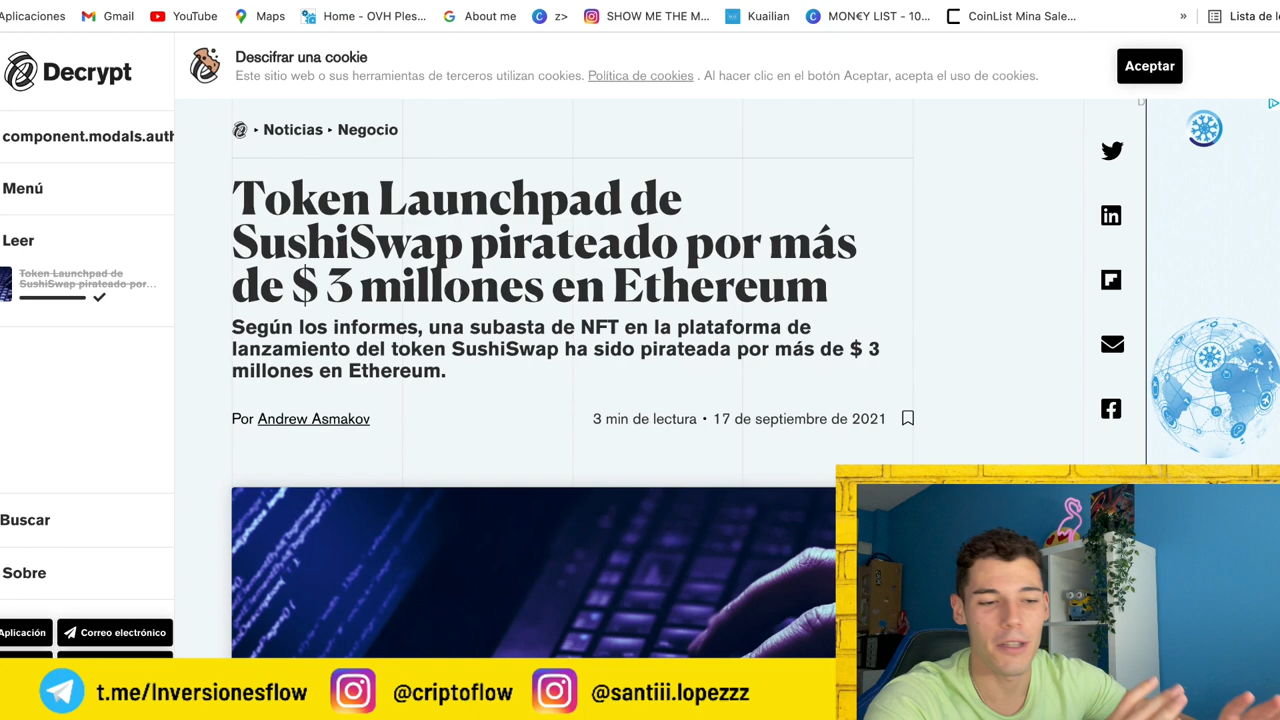 Aplicaciones
Gmail
YouTube
Maps
Home - OVH Ples...
About me
z>
SHOW ME THE M...
Kuailian
MON€Y LIST - 10...
CoinList Mina Sale...
»
Lista de
Decrypt
Descifrar una cookie
Este sitio web o sus herramientas de terceros utilizan cookies. Política de cookies . Al hacer clic en el botón Aceptar, acepta el uso de cookies.
Aceptar
component.modals.auth
Menú
Leer
Token Launchpad de
SushiSwap pirateado por...
Buscar
Sobre
Aplicación
Correo electrónico
Noticias ▸ Negocio
Token Launchpad de
SushiSwap pirateado por más
de $ 3 millones en Ethereum
Según los informes, una subasta de NFT en la plataforma de
lanzamiento del token SushiSwap ha sido pirateada por más de $ 3
millones en Ethereum.
Por Andrew Asmakov
3 min de lectura • 17 de septiembre de 2021
t.me/Inversionesflow
@criptoflow
@santiii.lopezzz